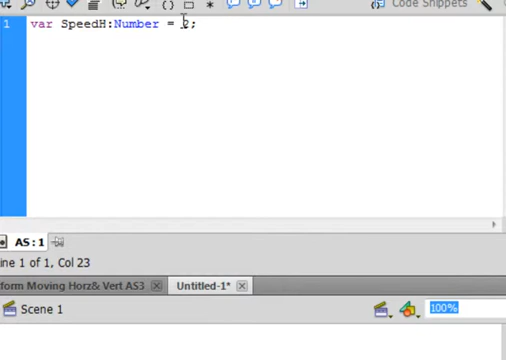 Code Snippets
1 var SpeedH:Number = ;
AS : 1
ine 1 of 1, Col 23
form Moving Horz& Vert AS3 Untitled-1*
Scene 1 100%